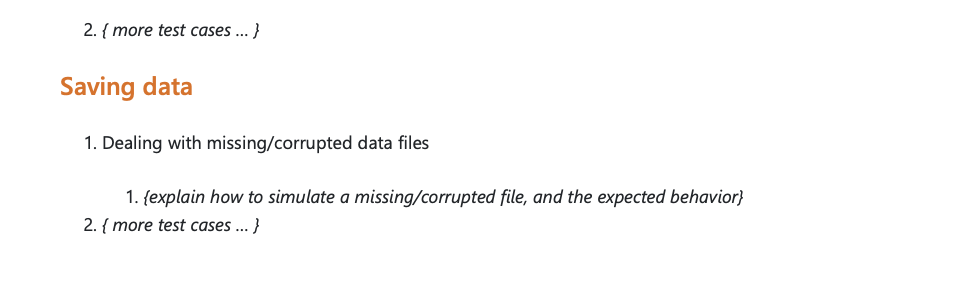 2. { more test cases … }
Saving data
1. Dealing with missing/corrupted data files
1. {explain how to simulate a missing/corrupted file, and the expected behavior}
2. { more test cases … }